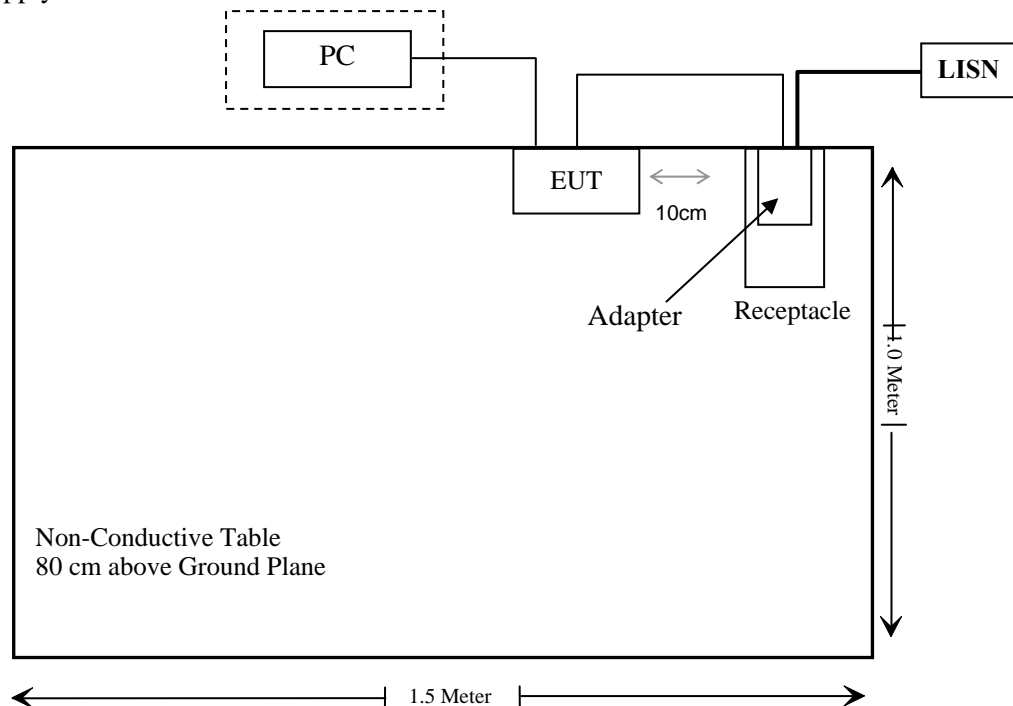 PC
LISN
EUT
10cm
Adapter
Receptacle
1.0 Meter
Non-Conductive Table
80 cm above Ground Plane
1.5 Meter